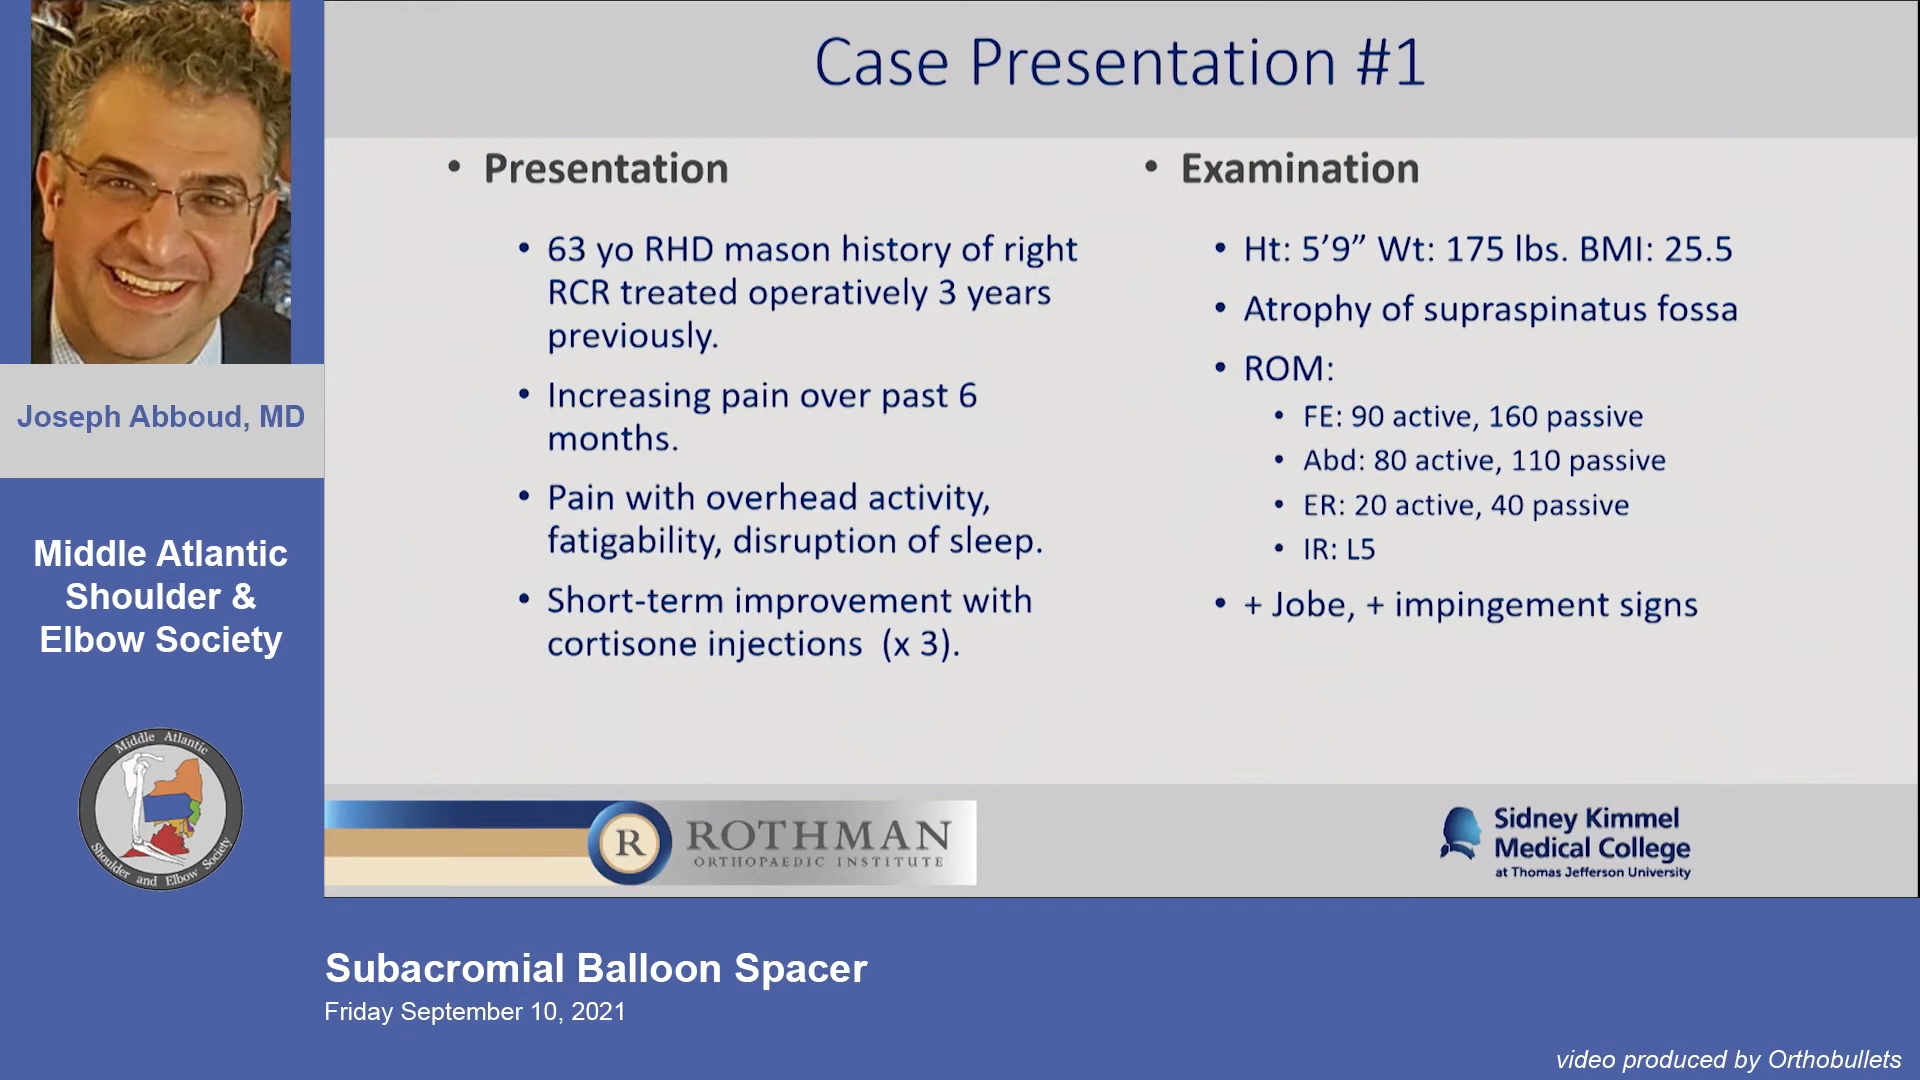 Case Presentation #1
• Presentation
• 63 yo RHD mason history of right
RCR treated operatively 3 years
previously.
• Increasing pain over past 6
months.
• Pain with overhead activity,
fatigability, disruption of sleep.
• Short-term improvement with
cortisone injections (x 3).
• Examination
• Ht: 5’9” Wt: 175 lbs. BMI: 25.5
• Atrophy of supraspinatus fossa
• ROM:
• FE: 90 active, 160 passive
• Abd: 80 active, 110 passive
• ER: 20 active, 40 passive
• IR: L5
• + Jobe, + impingement signs
R
ROTHMAN
ORTHOPAEDIC INSTITUTE
Sidney Kimmel
Medical College
at Thomas Jefferson University
Joseph Abboud, MD
Middle Atlantic
Shoulder &
Elbow Society
Middle Atlantic
Shoulder and Elbow Society
Subacromial Balloon Spacer
Friday September 10, 2021
video produced by Orthobullets